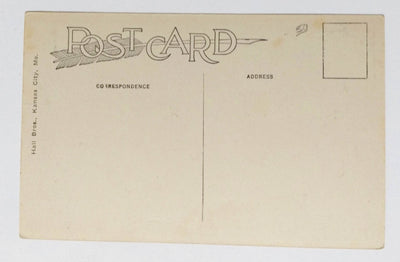 POST CARD
CORRESPONDENCE
ADDRESS
Hall Bros., Kansas City, Mo.